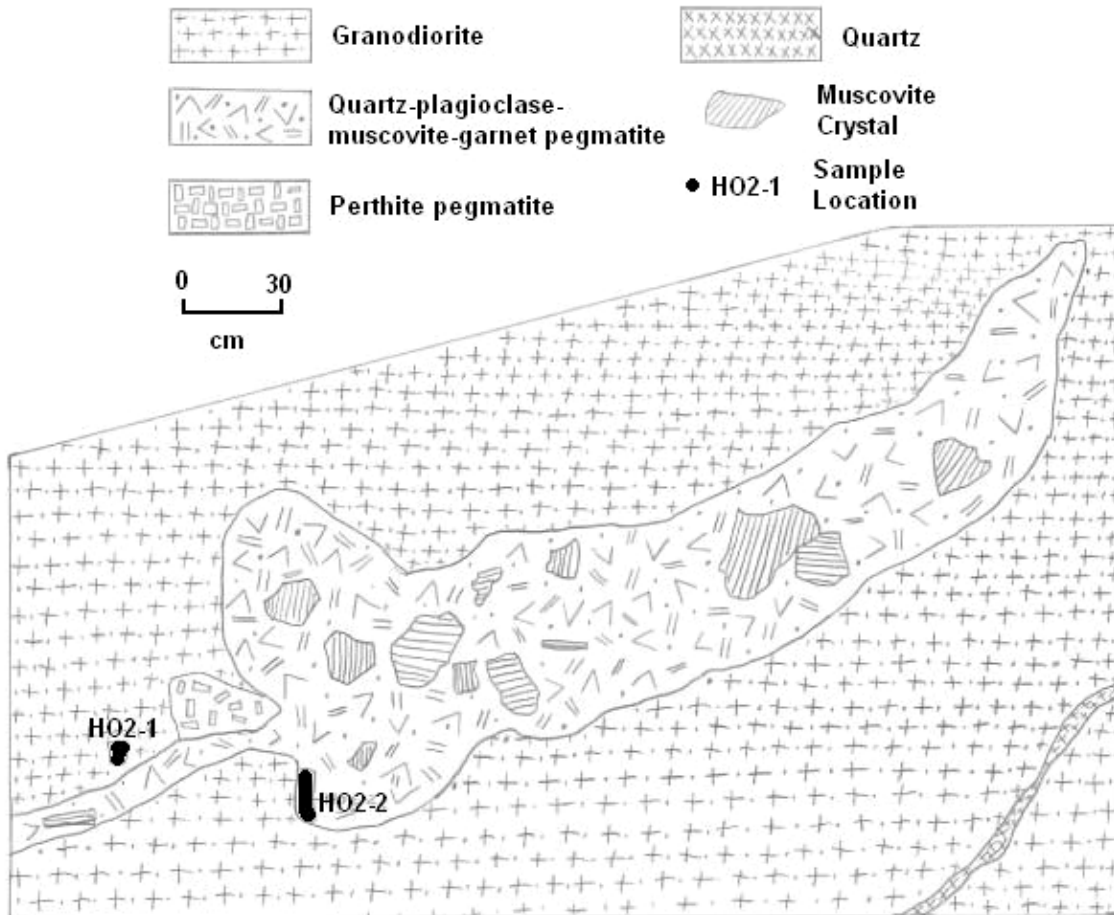 Granodiorite
Quartz
Quartz-plagioclase-
muscovite-garnet pegmatite
Muscovite
Crystal
Perthite pegmatite
HO2-1
Sample
Location
0 30
cm
HO2-1
HO2-2